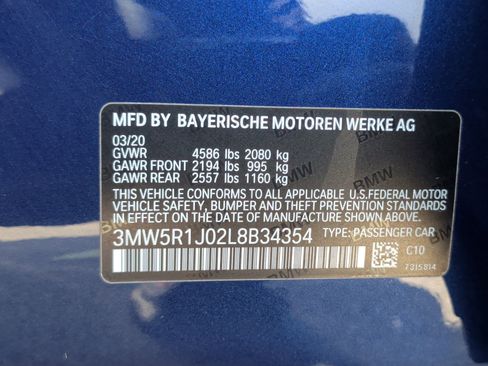 MFD BY BAYERISCHE MOTOREN WERKE AG
03/20
GVWR 4586 lbs 2080 kg
GAWR FRONT 2194 lbs 995 kg
GAWR REAR 2557 lbs 1160 kg
THIS VEHICLE CONFORMS TO ALL APPLICABLE U.S.FEDERAL MOTOR
VEHICLE SAFETY, BUMPER AND THEFT PREVENTION STANDARDS
IN EFFECT ON THE DATE OF MANUFACTURE SHOWN ABOVE.
3MW5R1J02L8B34354 TYPE: PASSENGER CAR
C10
7315814